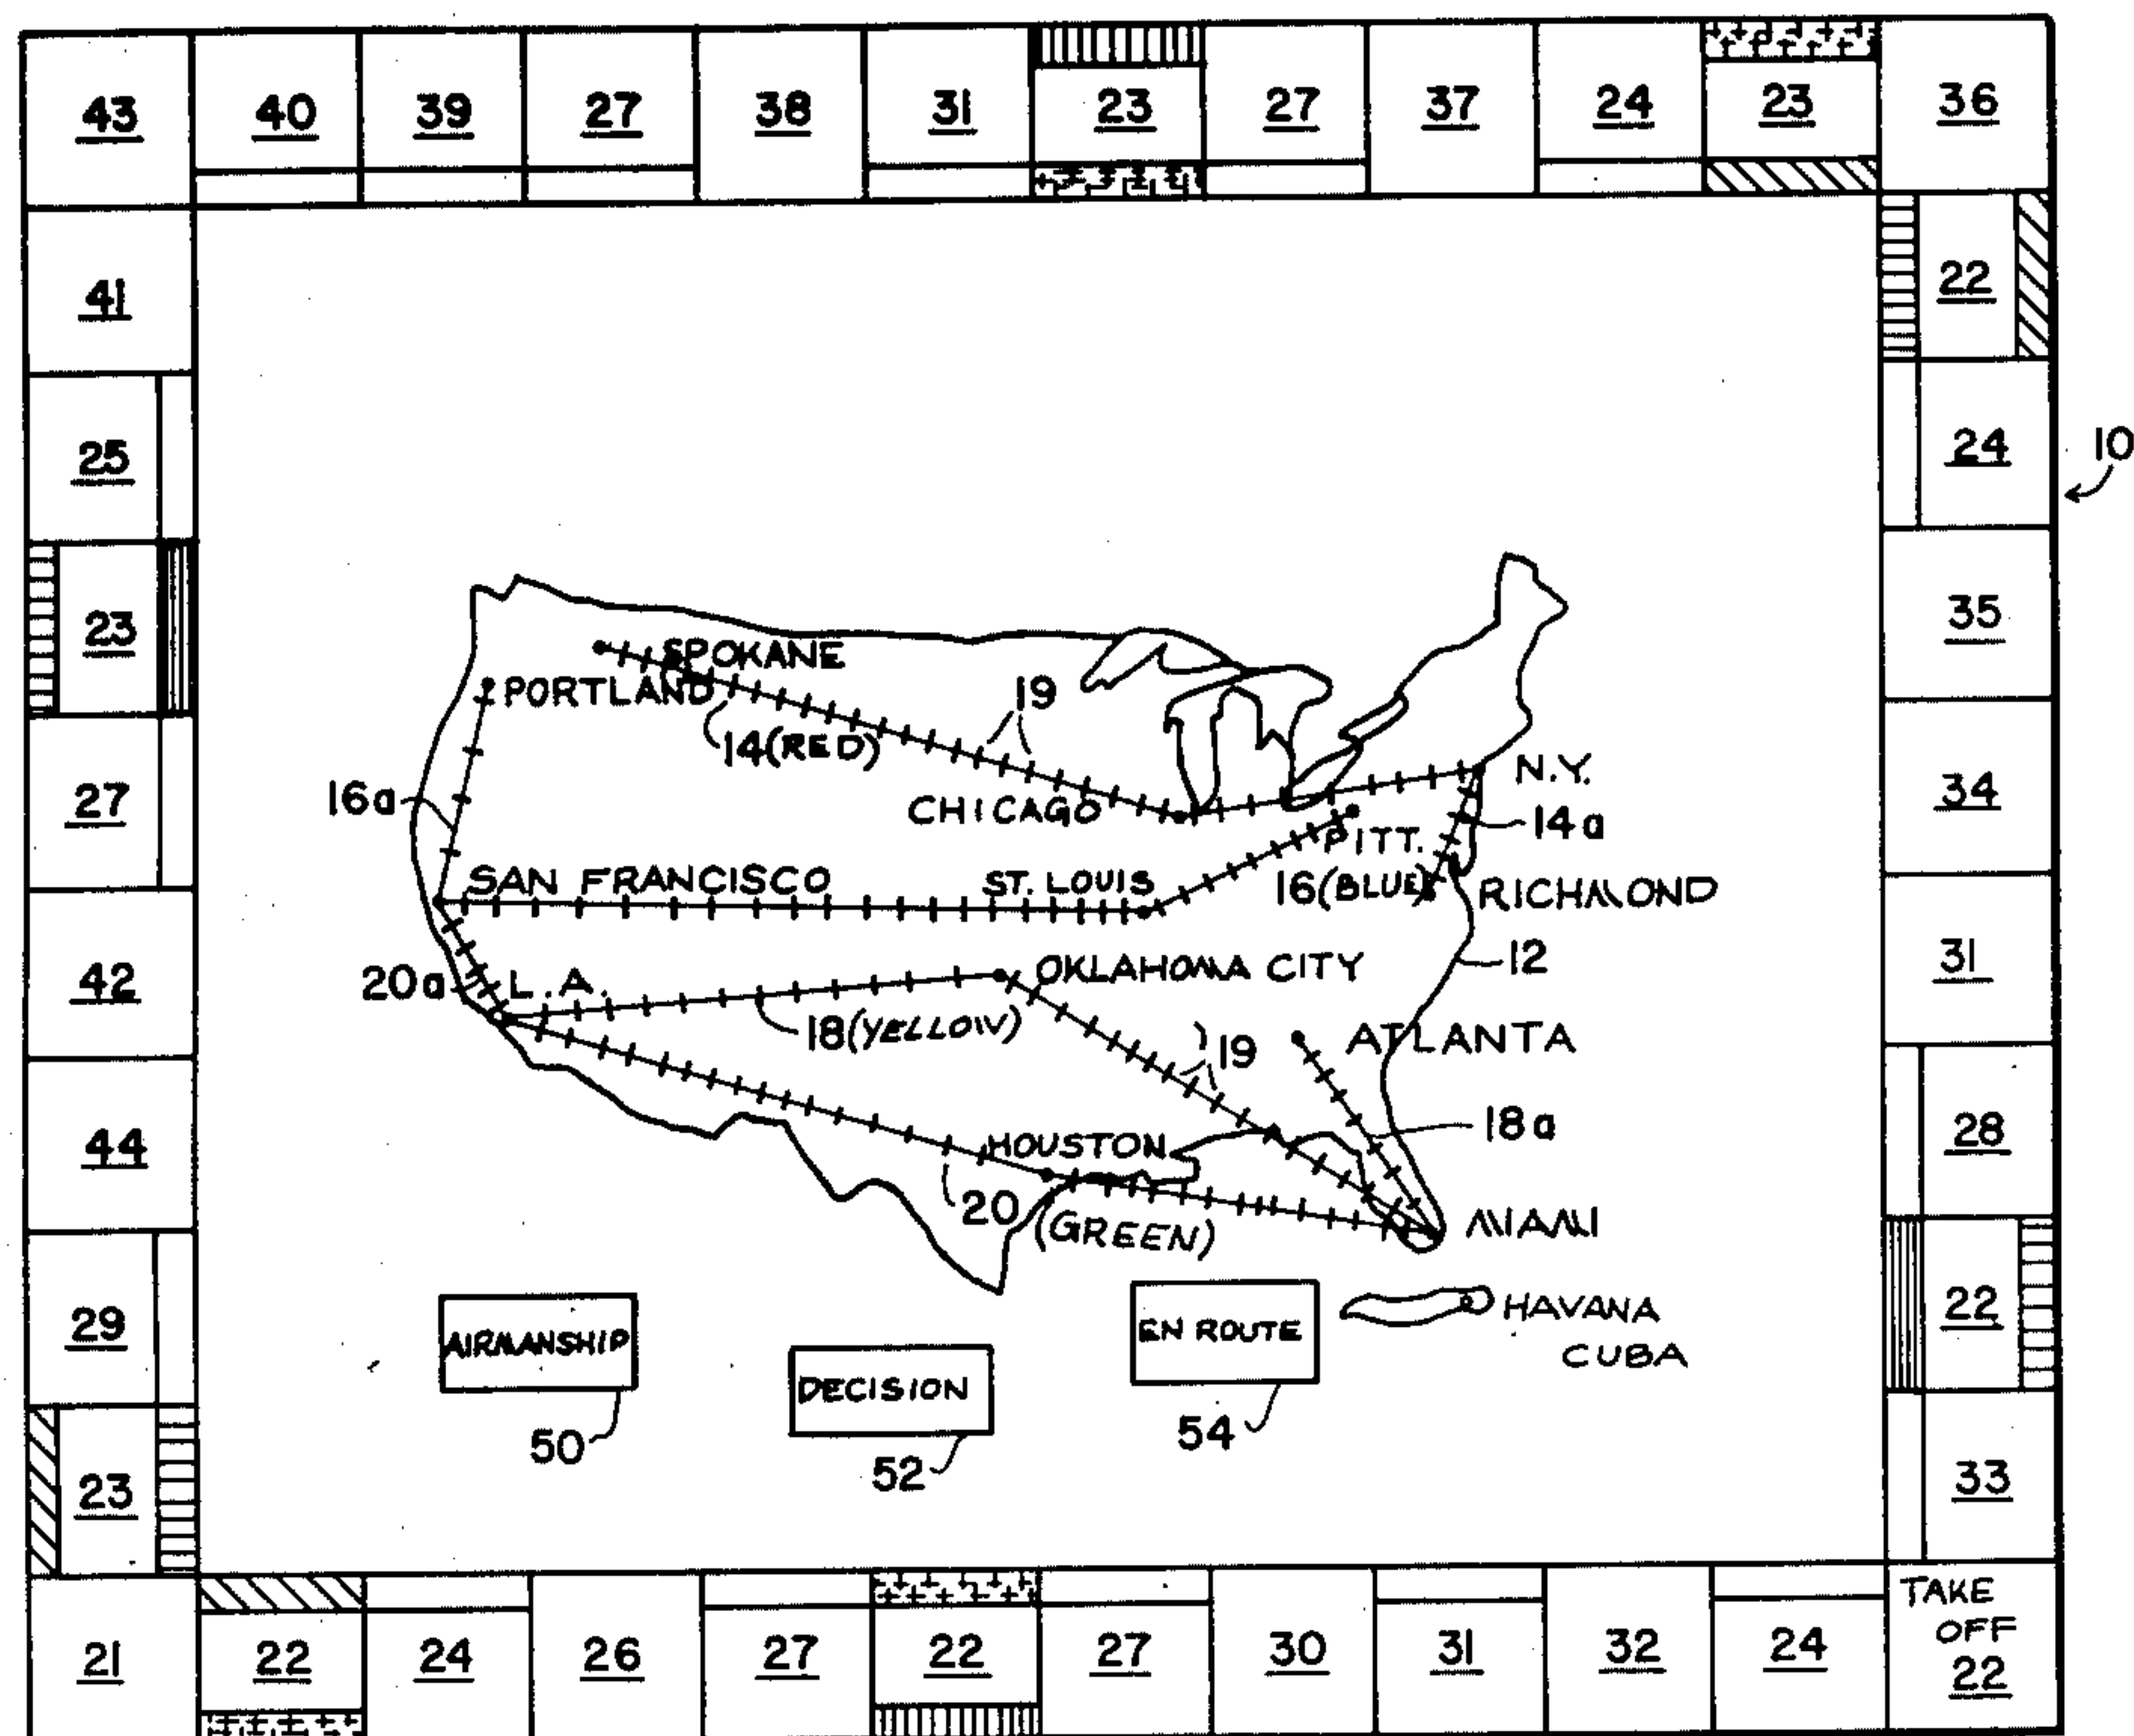 43 40 39 27 38 31 23 27 37 24 23 36
41 22
25 24
10
23 35
SPOKANE
PORTLAND
19
14(RED)
27 N.Y.
16a CHICAGO 34
14a
PITT.
SAN FRANCISCO ST. LOUIS 16(BLUE) RICHMOND
42 31
20a L.A. OKLAHOMA CITY 12
18(YELLOW) 19 ATLANTA
44 HOUSTON 18a 28
20 (GREEN) MIAMI
29 AIRMANSHIP EN ROUTE HAVANA 22
DECISION CUBA
50 54
52
23 33
21 22 24 26 27 22 27 30 31 32 24 TAKE
OFF
22